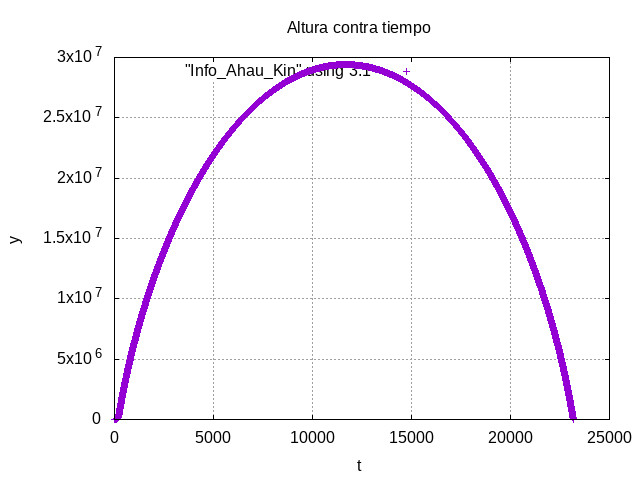 Altura contra tiempo
"Info_Ahau_Kin" using 3:1
3x10^7
2.5x10^7
2x10^7
1.5x10^7
1x10^7
5x10^6
0
y
0 5000 10000 15000 20000 25000
t